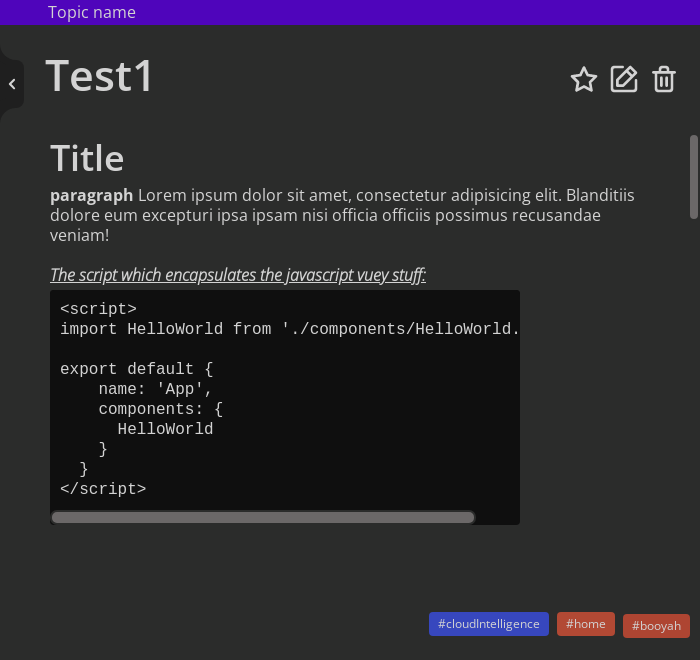 Topic name
Test1
Title
paragraph Lorem ipsum dolor sit amet, consectetur adipisicing elit. Blanditiis
dolore eum excepturi ipsa ipsam nisi officia officiis possimus recusandae
veniam!
The script which encapsulates the javascript vuey stuff:
<script>
import HelloWorld from './components/HelloWorld.
export default {
    name: 'App',
    components: {
      HelloWorld
    }
  }
</script>
#cloudIntelligence #home #booyah